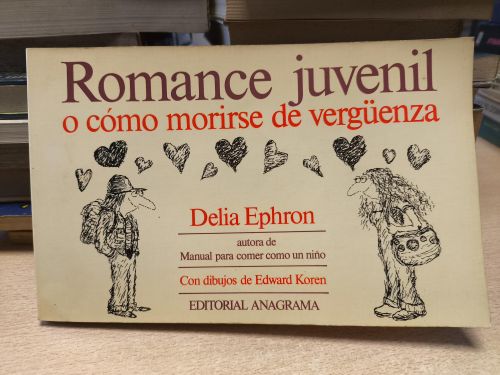 Romance juvenil
o cómo morirse de vergüenza
Delia Ephron
autora de
Manual para comer como un niño
Con dibujos de Edward Koren
EDITORIAL ANAGRAMA